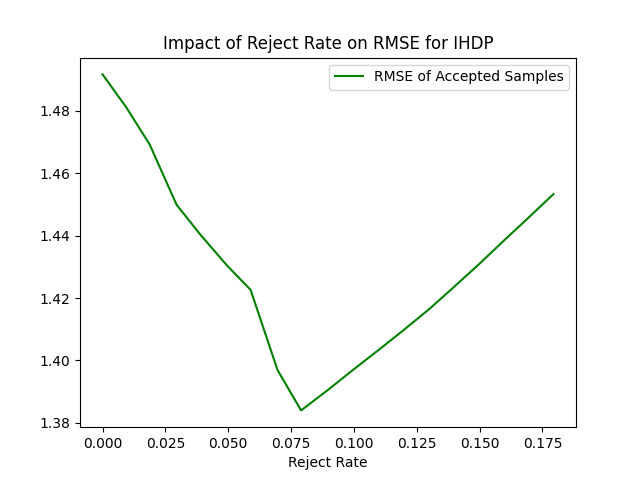 Impact of Reject Rate on RMSE for IHDP
RMSE of Accepted Samples
1.48
1.46
1.44
1.42
1.40
1.38
0.000 0.025 0.050 0.075 0.100 0.125 0.150 0.175
Reject Rate